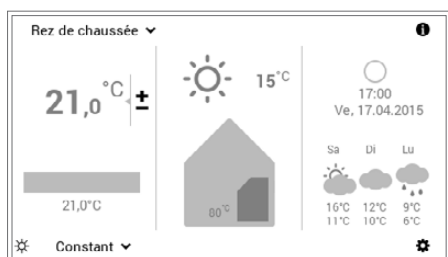 Rez de chaussée
21,0°C ±
21,0°C
Constant
15°C
80°C
17:00
Ve, 17.04.2015
Sa Di Lu
16°C 12°C 9°C
11°C 10°C 6°C